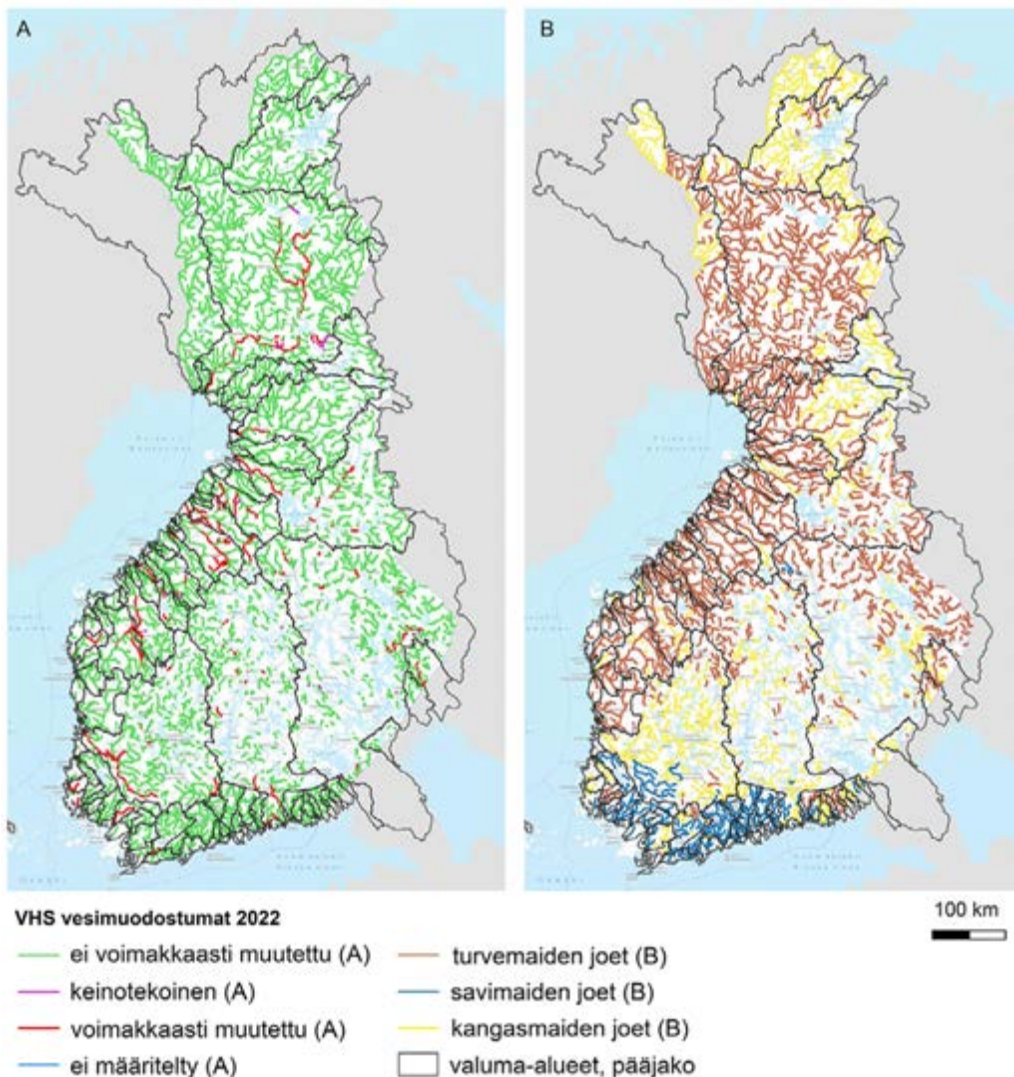 A
B
VHS vesimuodostumat 2022
100 km
ei voimakkaasti muutettu (A)
keinotekoinen (A)
voimakkaasti muutettu (A)
ei määritelty (A)
turvemaiden joet (B)
savimaiden joet (B)
kangasmaiden joet (B)
valuma-alueet, pääjako